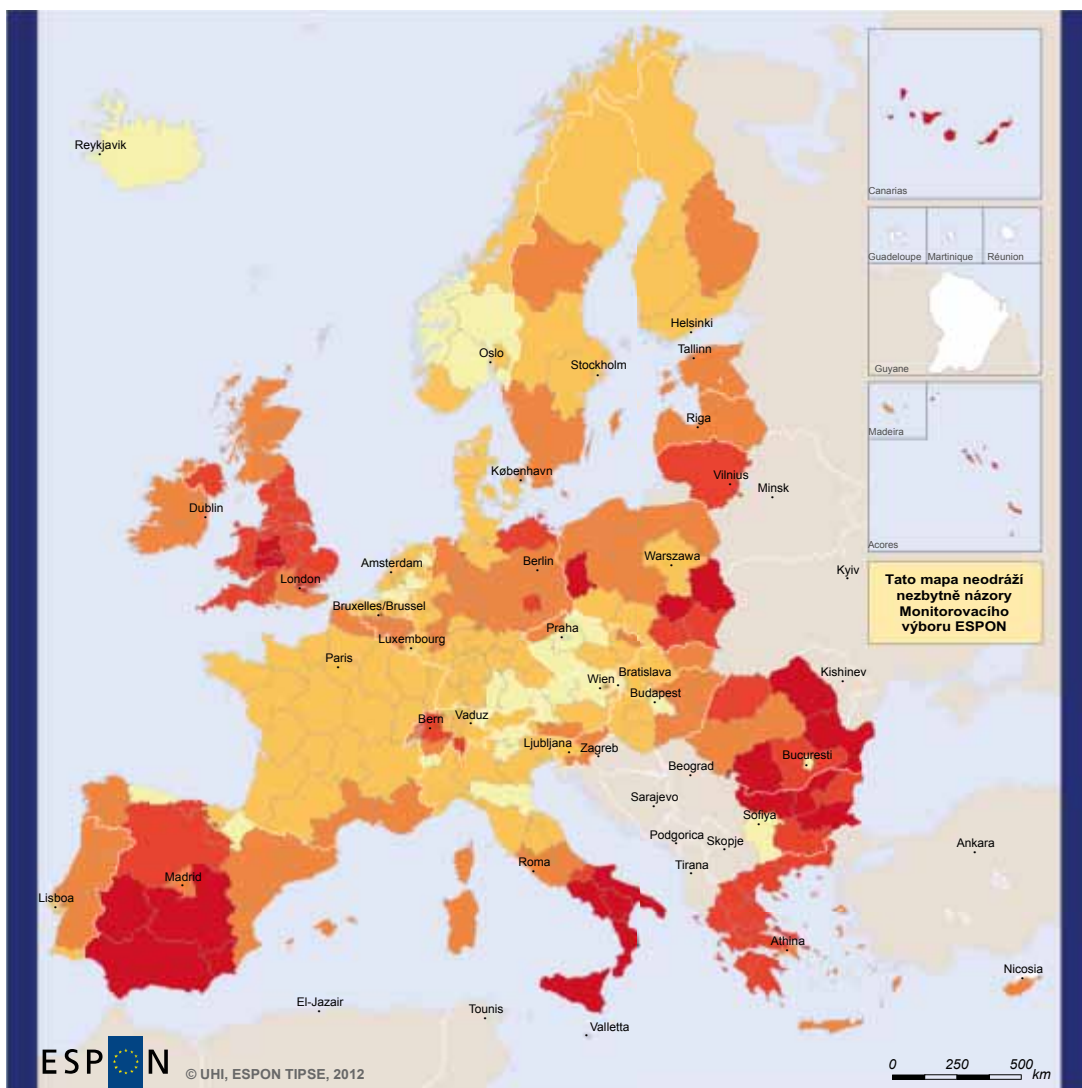 Reykjavik
Canarias
Guadeloupe
Martinique
Réunion
Guyane
Madeira
Acores
Tato mapa neodráží
nezbytně názory
Monitorovacího
výboru ESPON
Helsinki
Tallinn
Oslo
Stockholm
Riga
København
Vilnius
Minsk
Dublin
Amsterdam
Berlin
Warszawa
Kyiv
London
Bruxelles/Brussel
Praha
Luxembourg
Paris
Wien
Bratislava
Kishinev
Budapest
Bern
Vaduz
Ljubljana
Zagreb
Bucuresti
Beograd
Sarajevo
Sofiya
Podgorica
Skopje
Ankara
Tirana
Roma
Madrid
Lisboa
Athina
Nicosia
El-Jazair
Tounis
Valletta
ESPON
© UHI, ESPON TIPSE, 2012
0 250 500
km